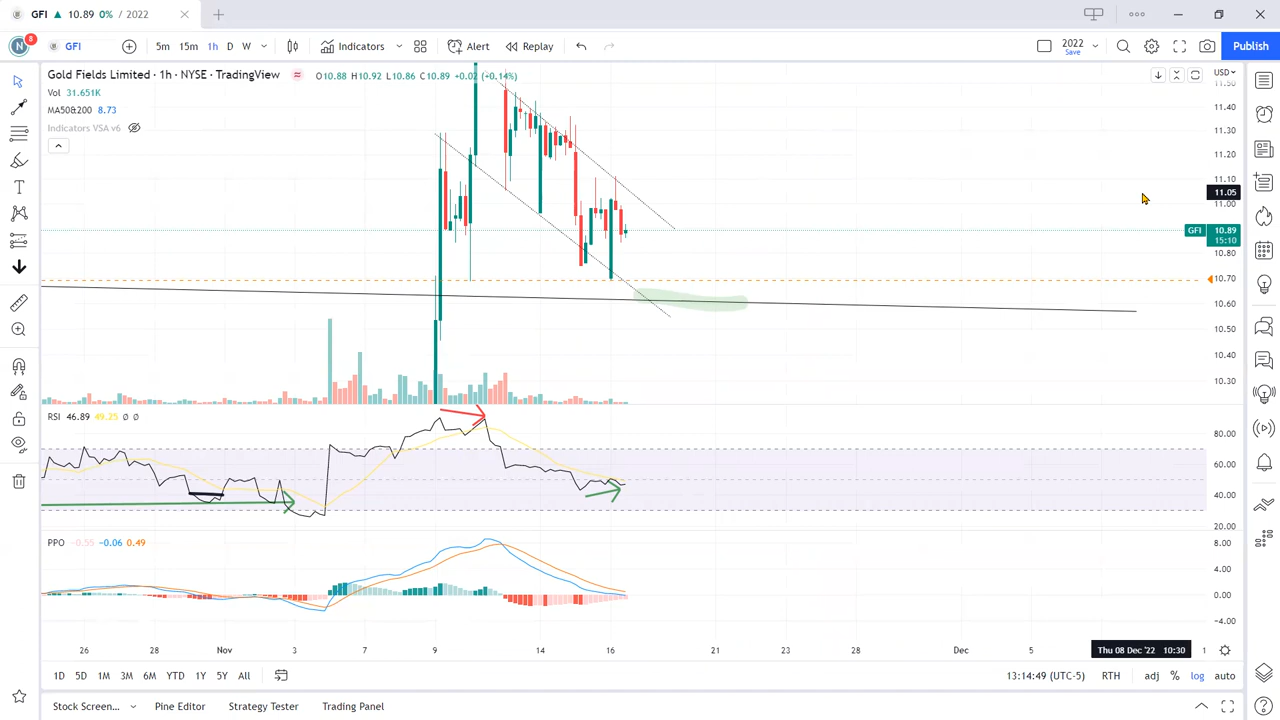 GFI ▲ 10.89 0% / 2022
N 8 GFI 5m 15m 1h D W Indicators Alert Replay 2022 Save Publish
Gold Fields Limited · 1h · NYSE · TradingView O10.88 H10.92 L10.86 C10.89 +0.02 (+0.14%) USD
Vol 31.651K
MA50&200 8.73
Indicators VSA v6
11.50
11.40
11.30
11.20
11.10
11.05
11.00
GFI 10.89
15:10
10.80
10.70
10.60
10.50
10.40
10.30
RSI 46.89 49.25 ∅ ∅
80.00
60.00
40.00
20.00
PPO -0.55 -0.06 0.49
8.00
4.00
0.00
-4.00
26 28 Nov 3 7 9 14 16 21 23 28 Dec 5 Thu 08 Dec '22 10:30 1
1D 5D 1M 3M 6M YTD 1Y 5Y All 13:14:49 (UTC-5) RTH adj % log auto
Stock Screen... Pine Editor Strategy Tester Trading Panel